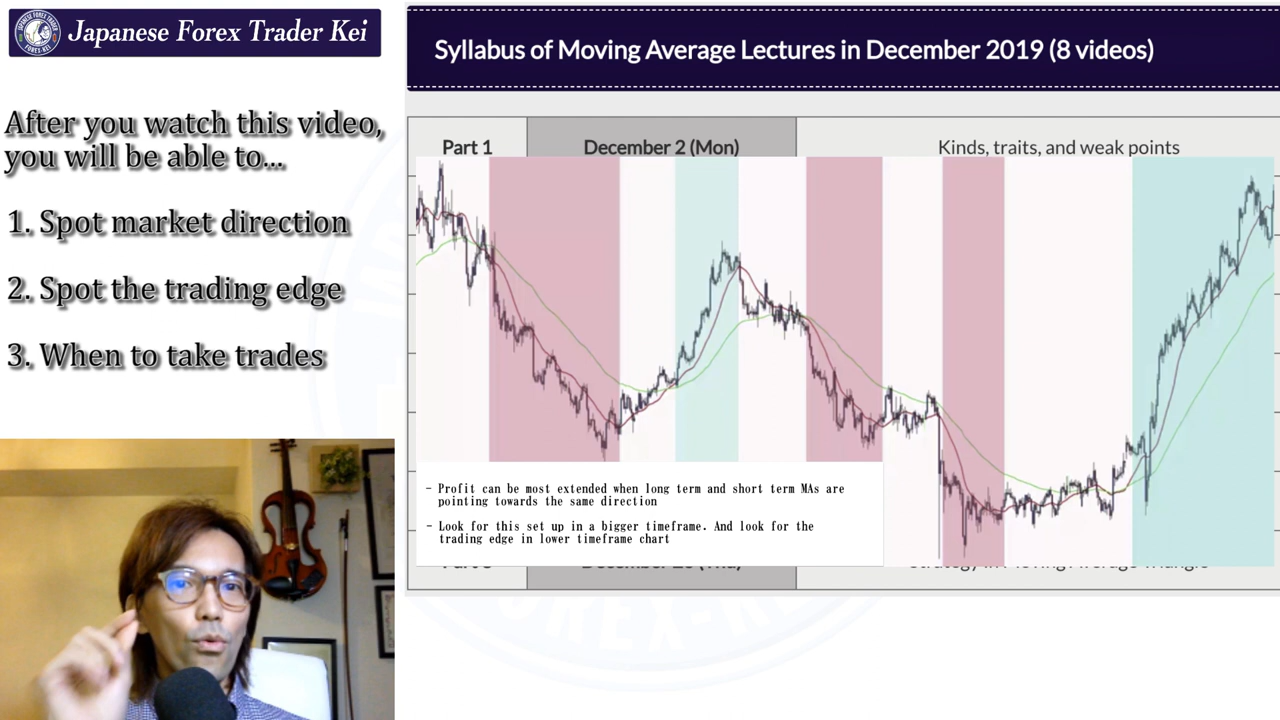 Japanese Forex Trader Kei
After you watch this video,
you will be able to...
1. Spot market direction
2. Spot the trading edge
3. When to take trades
Syllabus of Moving Average Lectures in December 2019 (8 videos)
Part 1
December 2 (Mon)
Kinds, traits, and weak points
- Profit can be most extended when long term and short term MAs are
pointing towards the same direction
- Look for this set up in a bigger timeframe. And look for the
trading edge in lower timeframe chart